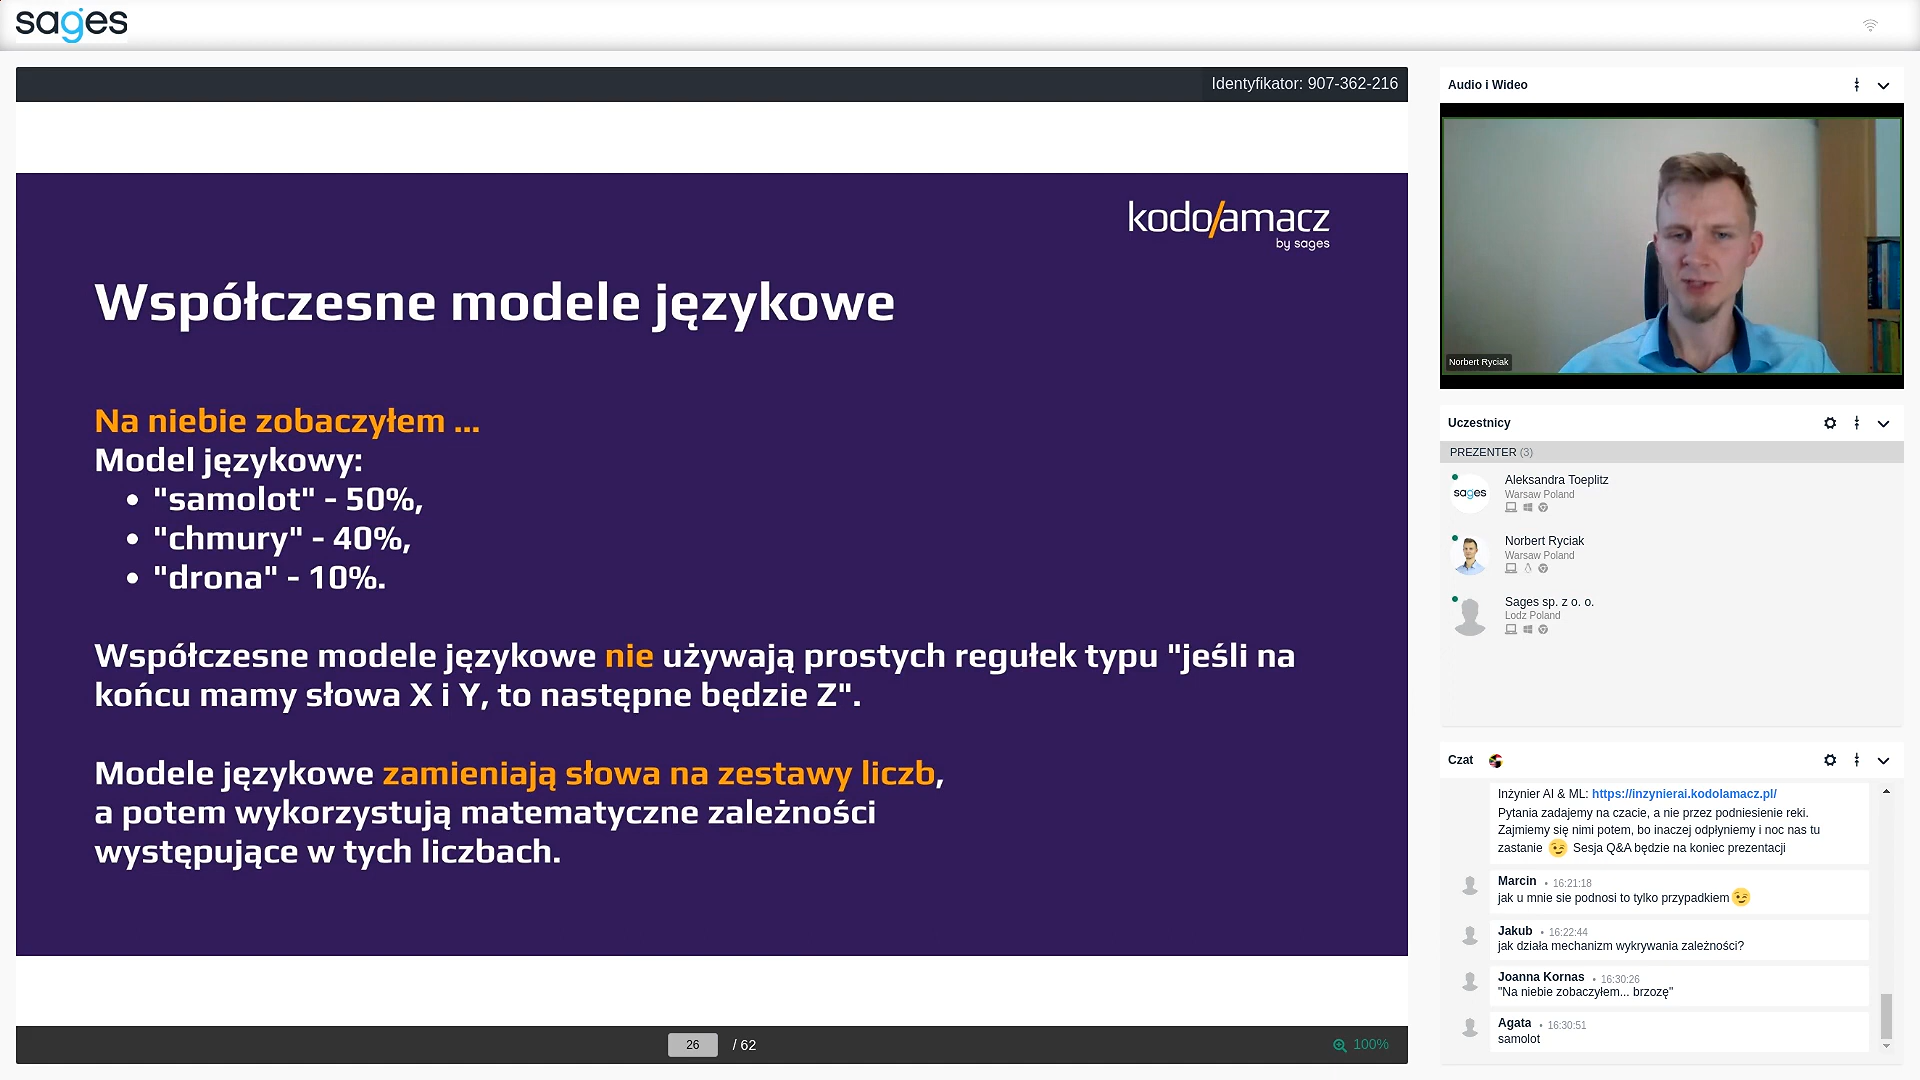 sages
Identyfikator: 907-362-216
kodołamacz
by sages
Współczesne modele językowe
Na niebie zobaczyłem ...
Model językowy:
• "samolot" - 50%,
• "chmury" - 40%,
• "drona" - 10%.
Współczesne modele językowe nie używają prostych regułek typu "jeśli na
końcu mamy słowa X i Y, to następne będzie Z".
Modele językowe zamieniają słowa na zestawy liczb,
a potem wykorzystują matematyczne zależności
występujące w tych liczbach.
26 / 62
100%
Audio i Wideo
Norbert Ryciak
Uczestnicy
PREZENTER (3)
sages
Aleksandra Toeplitz
Warsaw Poland
Norbert Ryciak
Warsaw Poland
Sages sp. z o. o.
Lodz Poland
Czat
Inżynier AI & ML: https://inzynierai.kodolamacz.pl/
Pytania zadajemy na czacie, a nie przez podniesienie reki.
Zajmiemy się nimi potem, bo inaczej odpłyniemy i noc nas tu
zastanie 😉 Sesja Q&A będzie na koniec prezentacji
Marcin • 16:21:18
jak u mnie sie podnosi to tylko przypadkiem😉
Jakub • 16:22:44
jak działa mechanizm wykrywania zależności?
Joanna Kornas • 16:30:26
"Na niebie zobaczyłem... brzozę"
Agata • 16:30:51
samolot